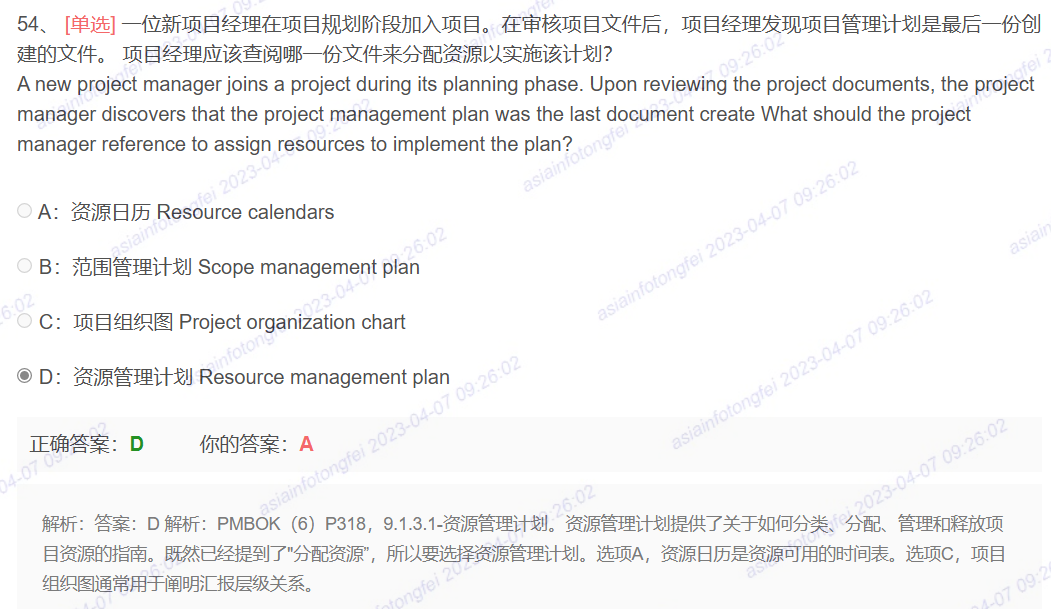 54、 [单选] 一位新项目经理在项目规划阶段加入项目。在审核项目文件后，项目经理发现项目管理计划是最后一份创
建的文件。 项目经理应该查阅哪一份文件来分配资源以实施该计划？
A new project manager joins a project during its planning phase. Upon reviewing the project documents, the project
manager discovers that the project management plan was the last document create What should the project
manager reference to assign resources to implement the plan?
A：资源日历 Resource calendars
B：范围管理计划 Scope management plan
C：项目组织图 Project organization chart
D：资源管理计划 Resource management plan
正确答案：D 你的答案：A
解析：答案：D 解析：PMBOK（6）P318，9.1.3.1-资源管理计划。资源管理计划提供了关于如何分类、分配、管理和释放项
目资源的指南。既然已经提到了"分配资源"，所以要选择资源管理计划。选项A，资源日历是资源可用的时间表。选项C，项目
组织图通常用于阐明汇报层级关系。
asiainfotongfei 2023-04-07 09:26:02